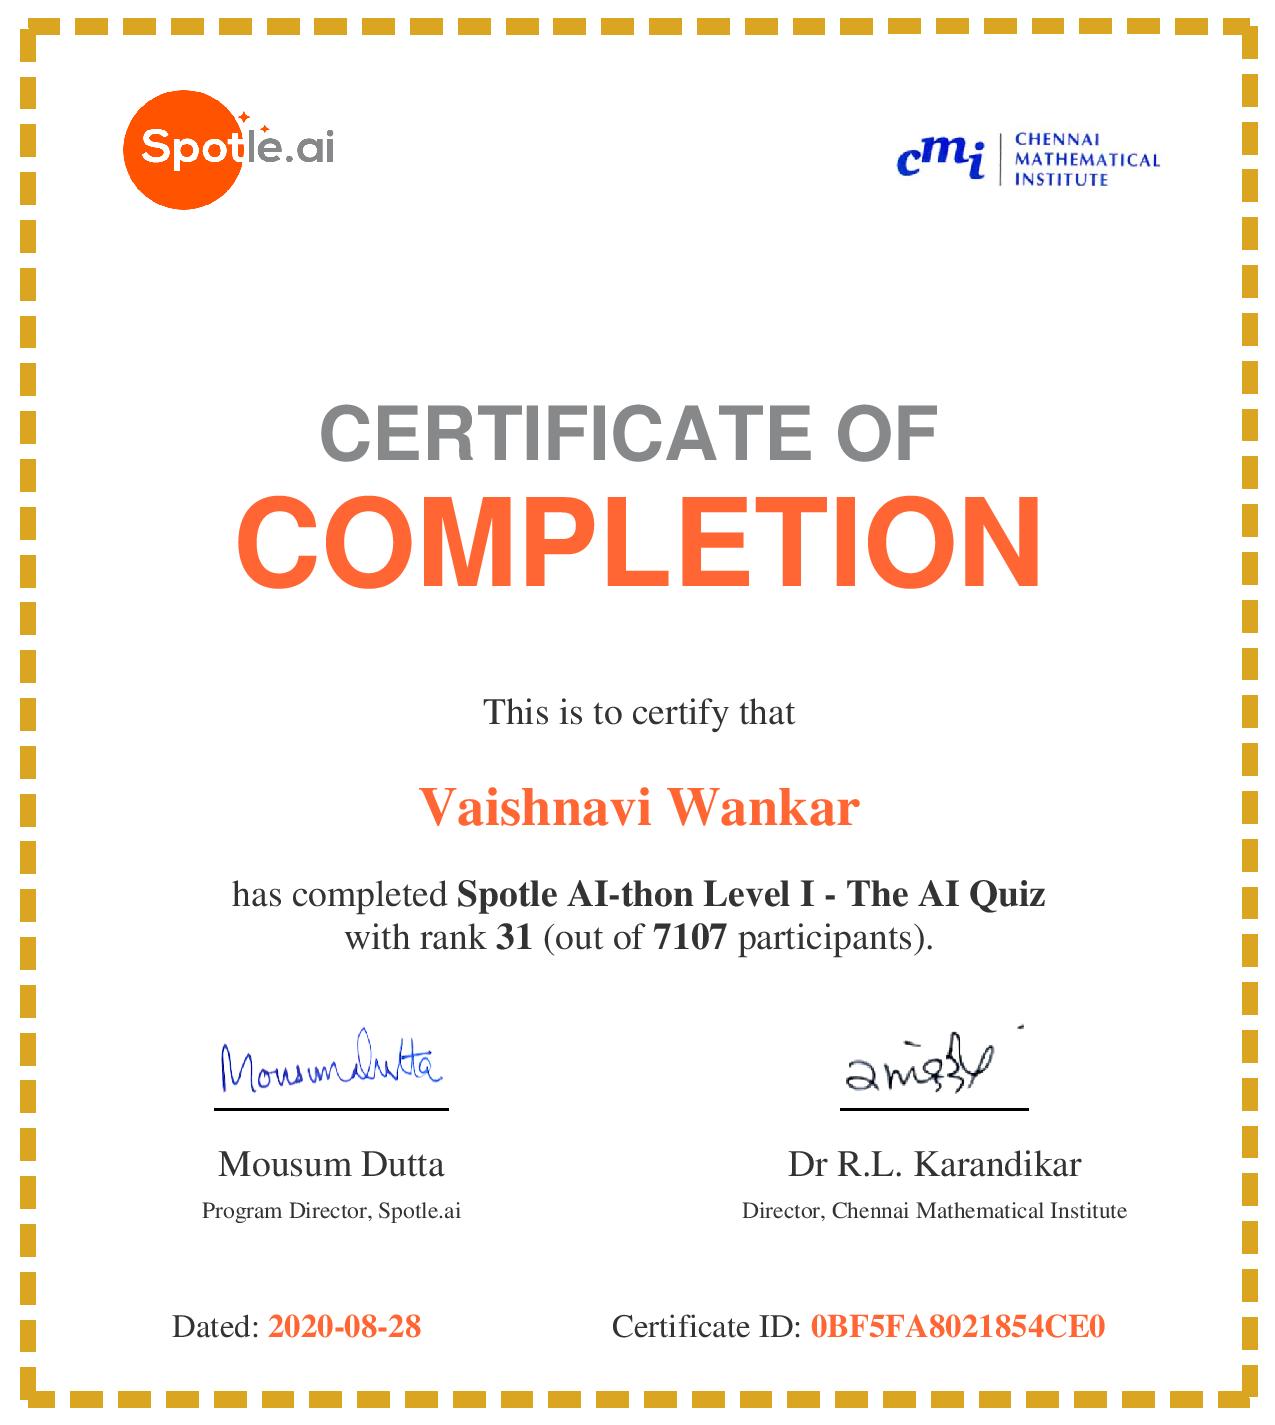 Spotle.ai
cmi
CHENNAI
MATHEMATICAL
INSTITUTE
CERTIFICATE OF
COMPLETION
This is to certify that
Vaishnavi Wankar
has completed Spotle AI-thon Level I - The AI Quiz
with rank 31 (out of 7107 participants).
Mousum Dutta
Mousum Dutta
Program Director, Spotle.ai
Dr R.L. Karandikar
Director, Chennai Mathematical Institute
Dated: 2020-08-28
Certificate ID: 0BF5FA8021854CE0